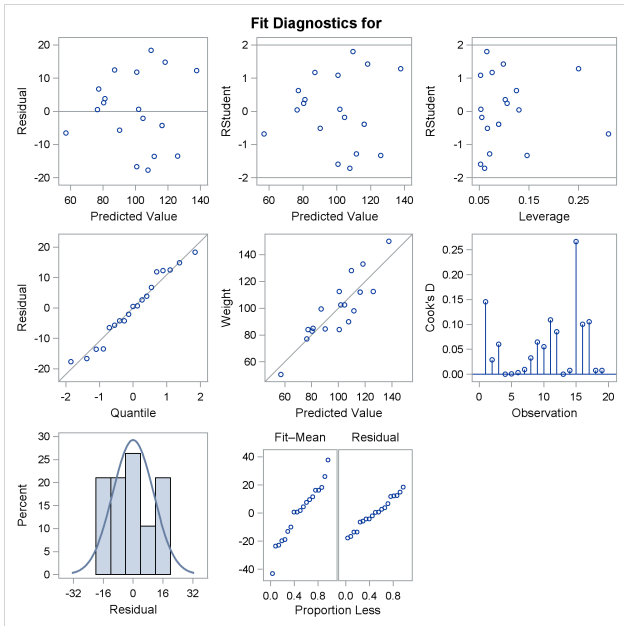 Fit Diagnostics for
20
10
0
-10
-20
Residual
60 80 100 120 140
Predicted Value
2
1
0
-1
-2
RStudent
60 80 100 120 140
Predicted Value
2
1
0
-1
-2
RStudent
0.05 0.15 0.25
Leverage
20
10
0
-10
-20
Residual
-2 -1 0 1 2
Quantile
140
120
100
80
60
Weight
60 80 100 120 140
Predicted Value
0.25
0.20
0.15
0.10
0.05
0.00
Cook's D
0 5 10 15 20
Observation
30
25
20
15
10
5
0
Percent
-32 -16 0 16 32
Residual
Fit–Mean Residual
40
20
0
-20
-40
0.0 0.4 0.8 0.0 0.4 0.8
Proportion Less